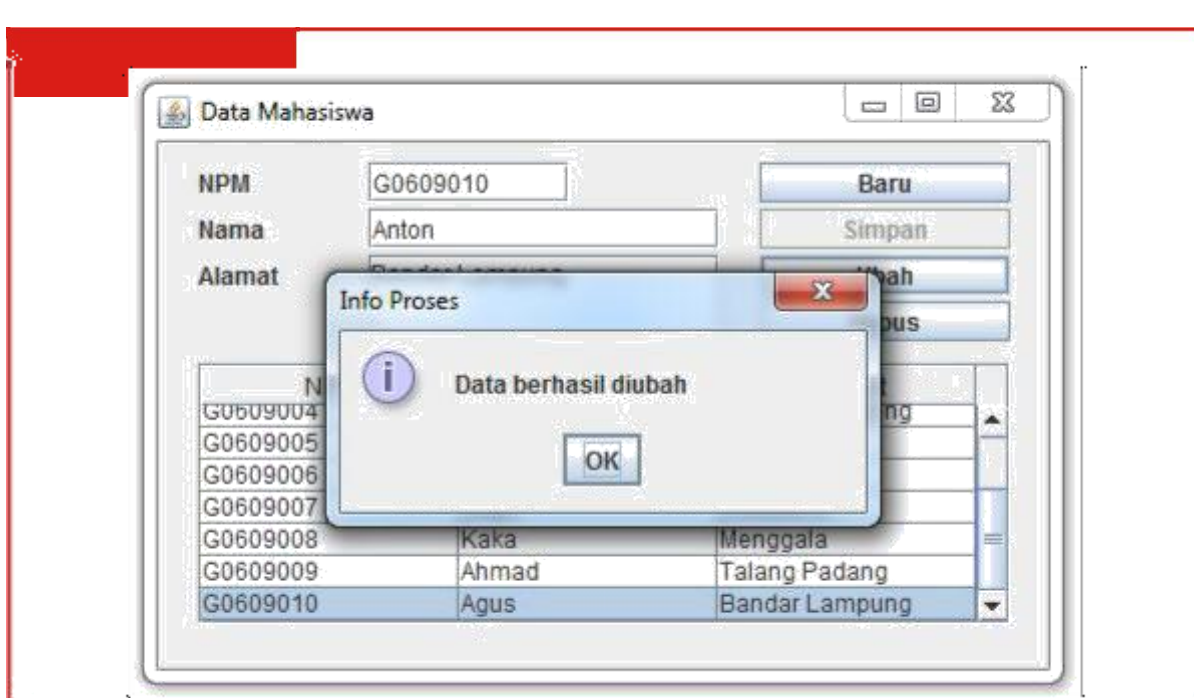 Data Mahasiswa
NPM G0609010 Baru
Nama Anton Simpan
Alamat
Info Proses
Data berhasil diubah
OK
G0609004
G0609005
G0609006
G0609007
G0609008 Kaka Menggala
G0609009 Ahmad Talang Padang
G0609010 Agus Bandar Lampung